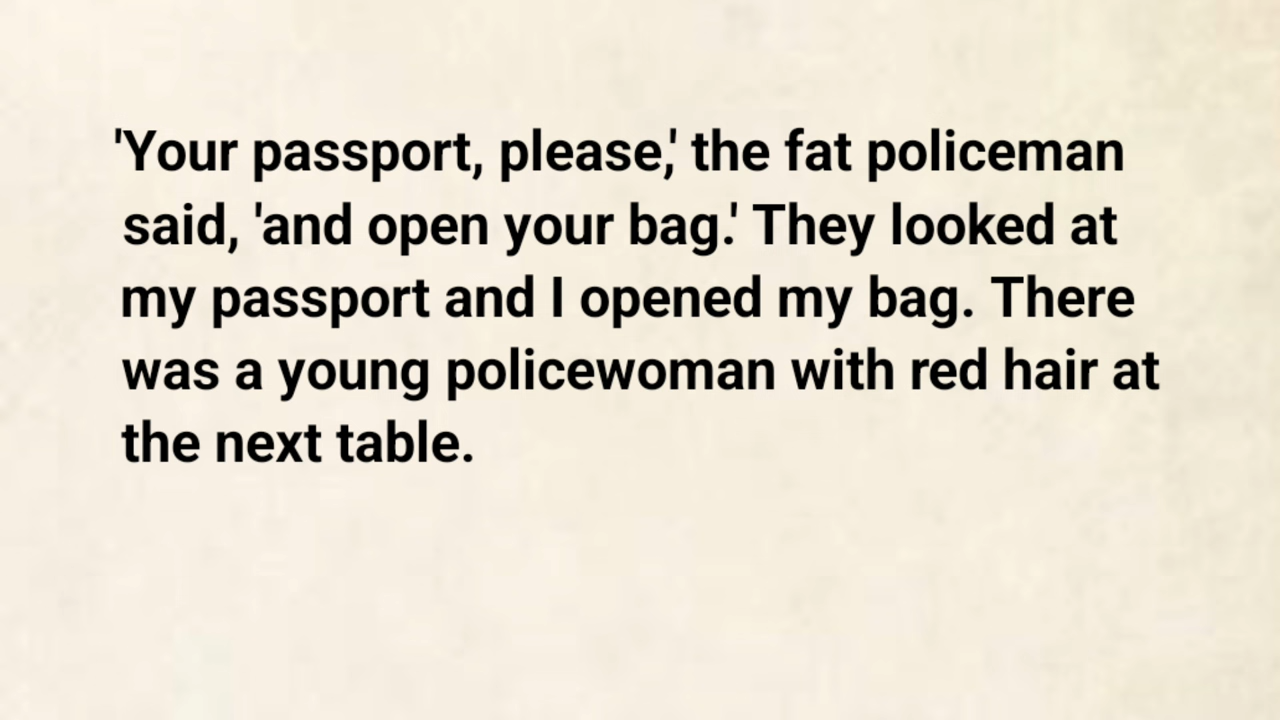 'Your passport, please,' the fat policeman
said, 'and open your bag.' They looked at
my passport and I opened my bag. There
was a young policewoman with red hair at
the next table.